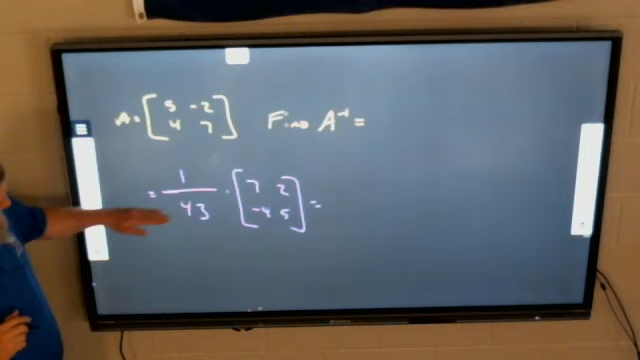 A = [ 5 -2 ; 4 7 ] Find A⁻¹ =
= 1/43 · [ 7 2 ; -4 5 ] =